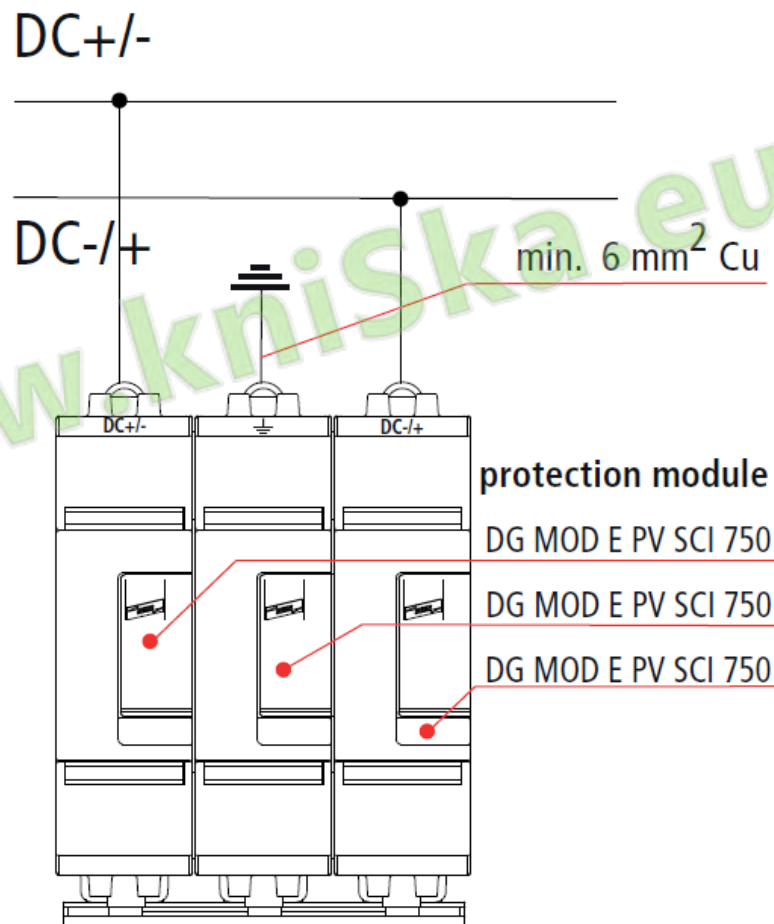 DC+/-
DC-/+
min. 6 mm² Cu
w.kniSka.eu
DC+/-
DC-/+
protection module
DG MOD E PV SCI 750
DG MOD E PV SCI 750
DG MOD E PV SCI 750